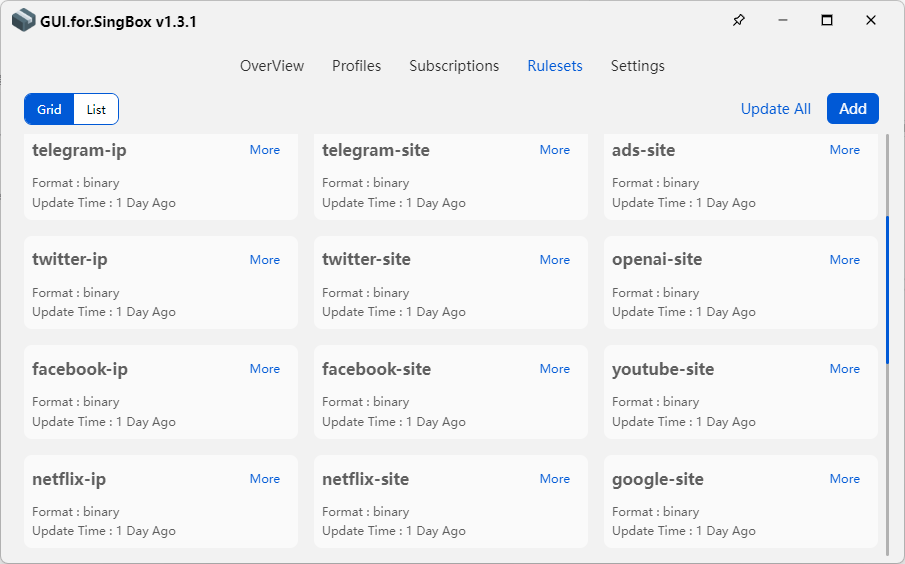 GUI.for.SingBox v1.3.1
OverView Profiles Subscriptions Rulesets Settings
Grid List Update All Add
telegram-ip More telegram-site More ads-site More
Format : binary Format : binary Format : binary
Update Time : 1 Day Ago Update Time : 1 Day Ago Update Time : 1 Day Ago
twitter-ip More twitter-site More openai-site More
Format : binary Format : binary Format : binary
Update Time : 1 Day Ago Update Time : 1 Day Ago Update Time : 1 Day Ago
facebook-ip More facebook-site More youtube-site More
Format : binary Format : binary Format : binary
Update Time : 1 Day Ago Update Time : 1 Day Ago Update Time : 1 Day Ago
netflix-ip More netflix-site More google-site More
Format : binary Format : binary Format : binary
Update Time : 1 Day Ago Update Time : 1 Day Ago Update Time : 1 Day Ago